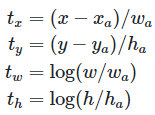 t_x = (x − x_a)/w_a
t_y = (y − y_a)/h_a
t_w = log(w/w_a)
t_h = log(h/h_a)